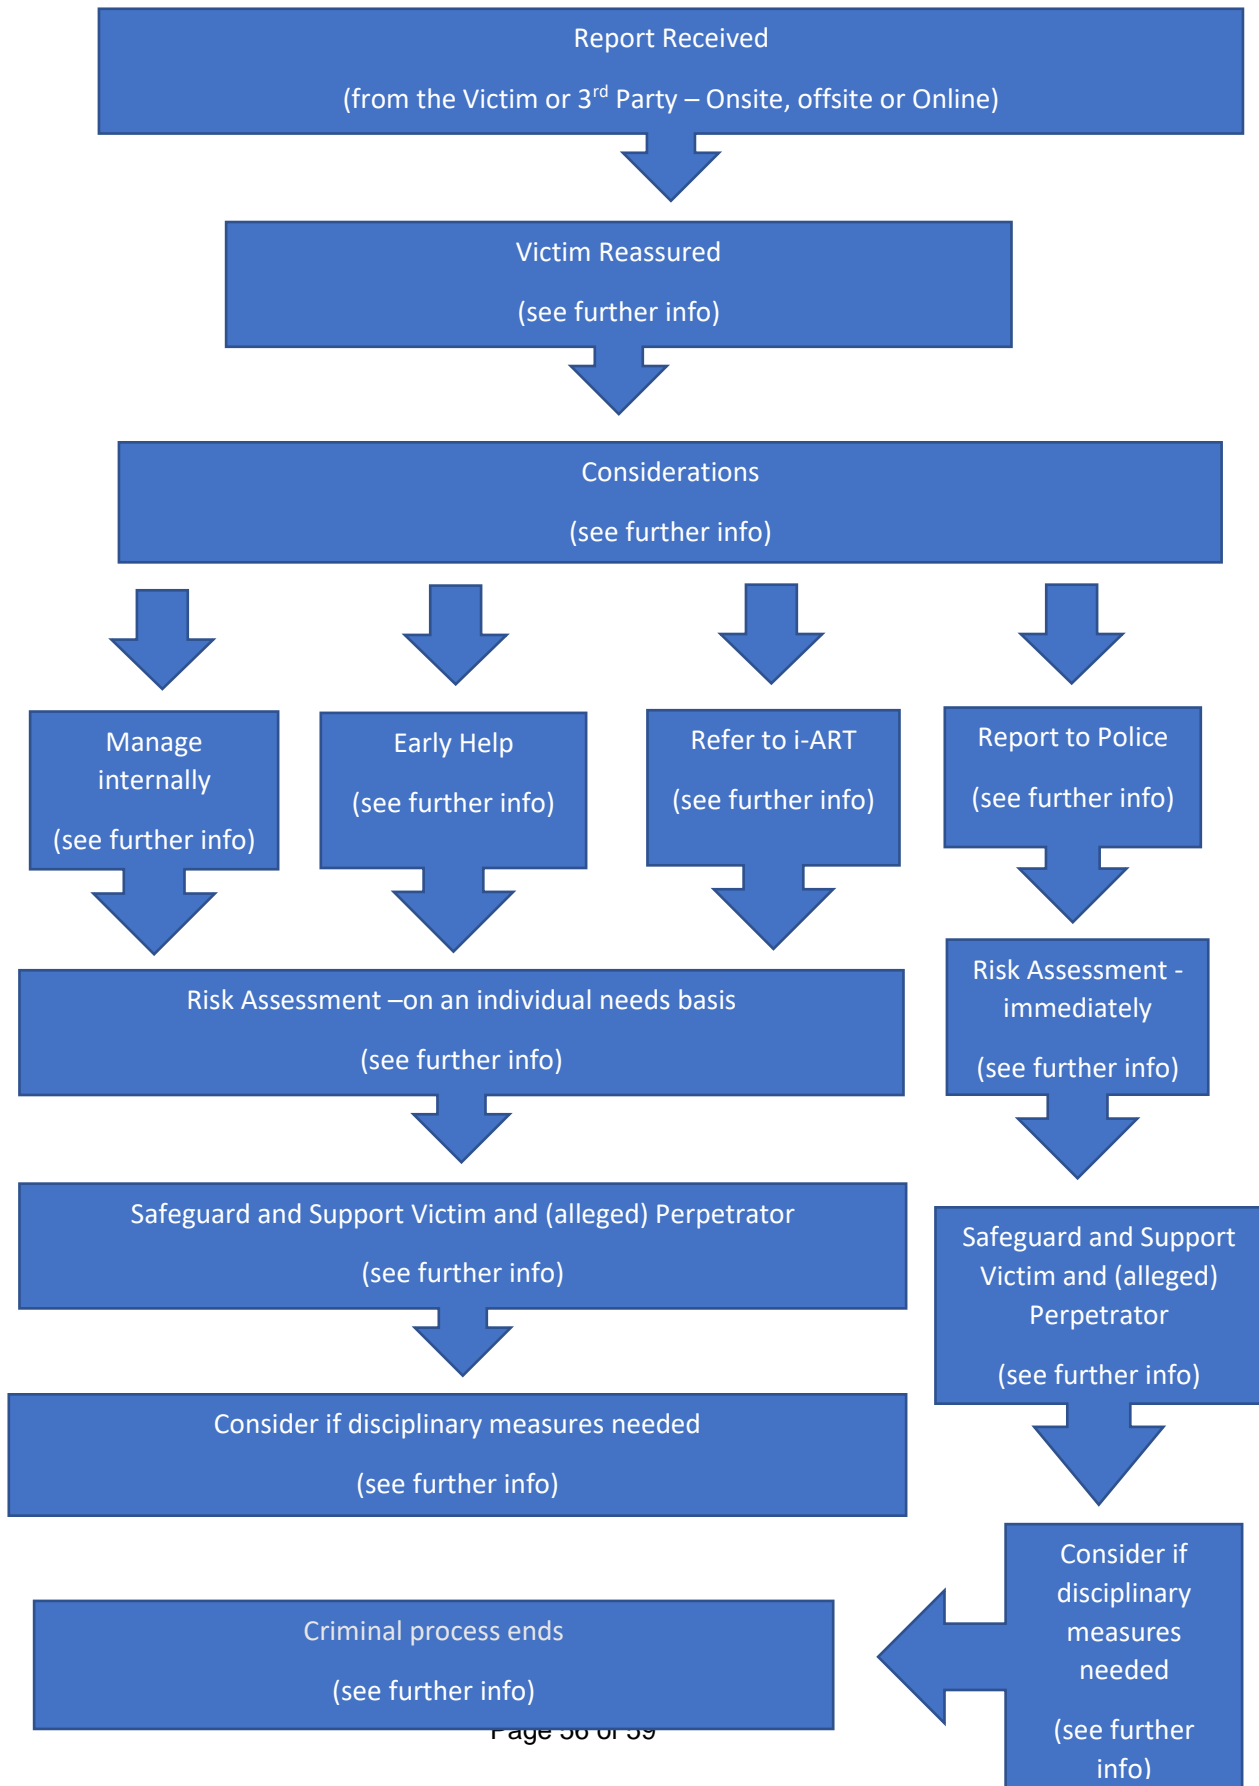 Report Received
(from the Victim or 3rd Party – Onsite, offsite or Online)
Victim Reassured
(see further info)
Considerations
(see further info)
Manage
internally
(see further info)
Early Help
(see further info)
Refer to i-ART
(see further info)
Report to Police
(see further info)
Risk Assessment –on an individual needs basis
(see further info)
Risk Assessment -
immediately
(see further info)
Safeguard and Support Victim and (alleged) Perpetrator
(see further info)
Safeguard and Support
Victim and (alleged)
Perpetrator
(see further info)
Consider if disciplinary measures needed
(see further info)
Consider if
disciplinary
measures
needed
(see further
info)
Criminal process ends
(see further info)
Page 56 of 59